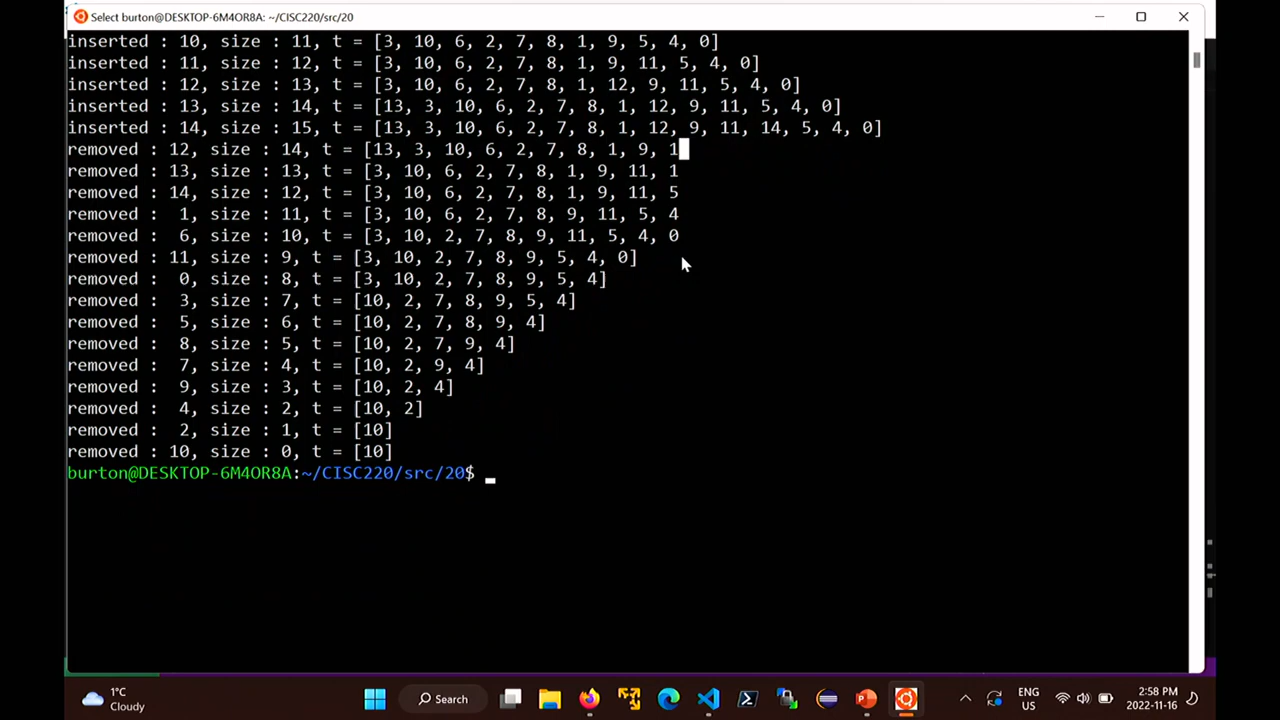 Select burton@DESKTOP-6M4OR8A: ~/CISC220/src/20
inserted : 10, size : 11, t = [3, 10, 6, 2, 7, 8, 1, 9, 5, 4, 0]
inserted : 11, size : 12, t = [3, 10, 6, 2, 7, 8, 1, 9, 11, 5, 4, 0]
inserted : 12, size : 13, t = [3, 10, 6, 2, 7, 8, 1, 12, 9, 11, 5, 4, 0]
inserted : 13, size : 14, t = [13, 3, 10, 6, 2, 7, 8, 1, 12, 9, 11, 5, 4, 0]
inserted : 14, size : 15, t = [13, 3, 10, 6, 2, 7, 8, 1, 12, 9, 11, 14, 5, 4, 0]
removed : 12, size : 14, t = [13, 3, 10, 6, 2, 7, 8, 1, 9, 1
removed : 13, size : 13, t = [3, 10, 6, 2, 7, 8, 1, 9, 11, 1
removed : 14, size : 12, t = [3, 10, 6, 2, 7, 8, 1, 9, 11, 5
removed :  1, size : 11, t = [3, 10, 6, 2, 7, 8, 9, 11, 5, 4
removed :  6, size : 10, t = [3, 10, 2, 7, 8, 9, 11, 5, 4, 0
removed : 11, size : 9, t = [3, 10, 2, 7, 8, 9, 5, 4, 0]
removed :  0, size : 8, t = [3, 10, 2, 7, 8, 9, 5, 4]
removed :  3, size : 7, t = [10, 2, 7, 8, 9, 5, 4]
removed :  5, size : 6, t = [10, 2, 7, 8, 9, 4]
removed :  8, size : 5, t = [10, 2, 7, 9, 4]
removed :  7, size : 4, t = [10, 2, 9, 4]
removed :  9, size : 3, t = [10, 2, 4]
removed :  4, size : 2, t = [10, 2]
removed :  2, size : 1, t = [10]
removed : 10, size : 0, t = [10]
burton@DESKTOP-6M4OR8A:~/CISC220/src/20$
1°C
Cloudy
Search
ENG
US
2:58 PM
2022-11-16